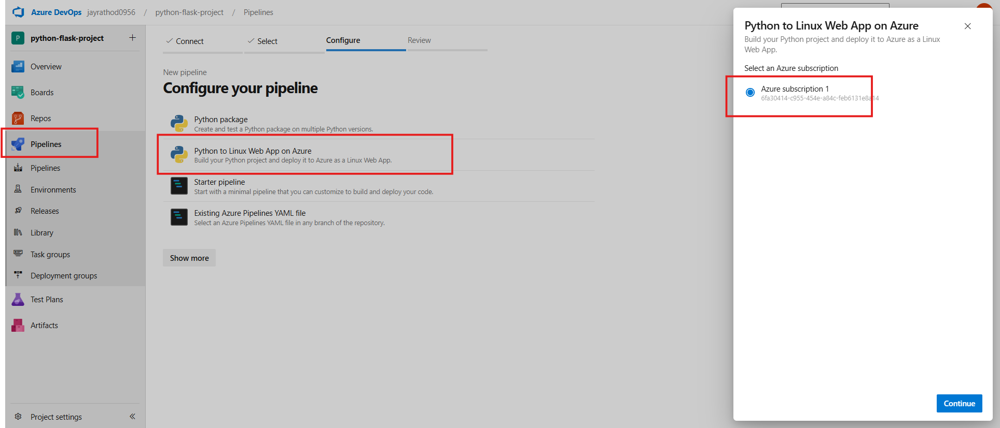 Azure DevOps jayrathod0956 / python-flask-project / Pipelines
P python-flask-project +
Overview
Boards
Repos
Pipelines
Pipelines
Environments
Releases
Library
Task groups
Deployment groups
Test Plans
Artifacts
Project settings
Connect Select Configure Review
New pipeline
Configure your pipeline
Python package
Create and test a Python package on multiple Python versions.
Python to Linux Web App on Azure
Build your Python project and deploy it to Azure as a Linux Web App.
Starter pipeline
Start with a minimal pipeline that you can customize to build and deploy your code.
Existing Azure Pipelines YAML file
Select an Azure Pipelines YAML file in any branch of the repository.
Show more
Python to Linux Web App on Azure
Build your Python project and deploy it to Azure as a Linux
Web App.
Select an Azure subscription
Azure subscription 1
6fa30414-c955-454e-a84c-feb6131e8a14
Continue